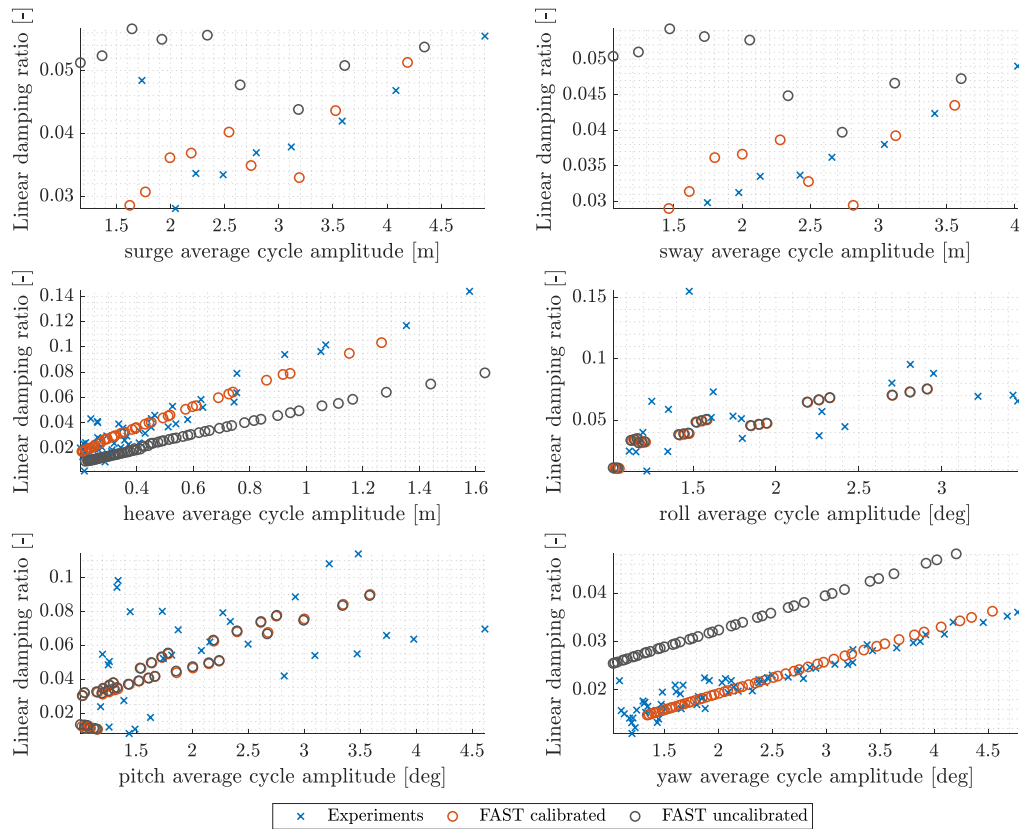 Linear damping ratio [-]
0.05
0.04
0.03
1.5 2 2.5 3 3.5 4 4.5
surge average cycle amplitude [m]
Linear damping ratio [-]
0.05
0.045
0.04
0.035
0.03
1.5 2 2.5 3 3.5 4
sway average cycle amplitude [m]
Linear damping ratio [-]
0.14
0.12
0.1
0.08
0.06
0.04
0.02
0.4 0.6 0.8 1 1.2 1.4 1.6
heave average cycle amplitude [m]
Linear damping ratio [-]
0.15
0.1
0.05
1.5 2 2.5 3
roll average cycle amplitude [deg]
Linear damping ratio [-]
0.1
0.08
0.06
0.04
0.02
1.5 2 2.5 3 3.5 4 4.5
pitch average cycle amplitude [deg]
Linear damping ratio [-]
0.04
0.03
0.02
1.5 2 2.5 3 3.5 4 4.5
yaw average cycle amplitude [deg]
Experiments FAST calibrated FAST uncalibrated